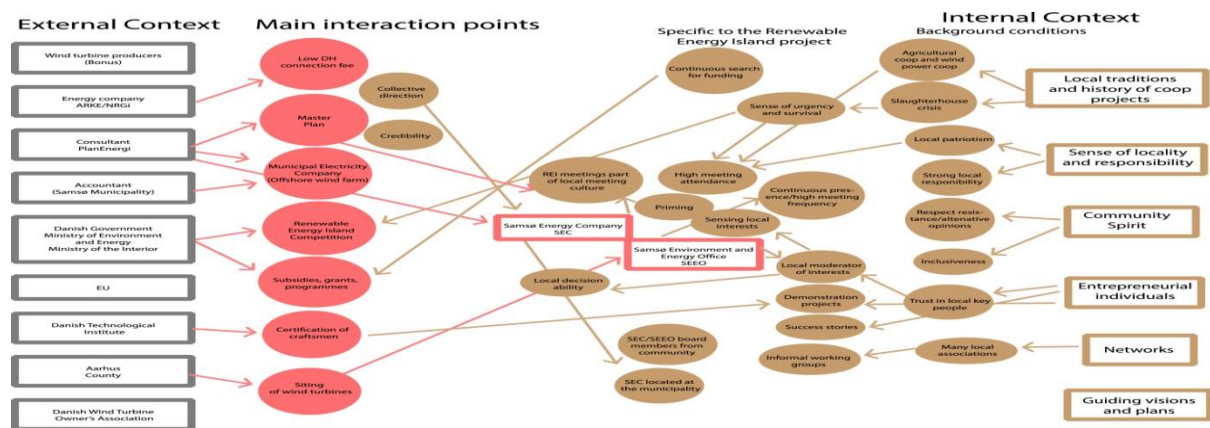 External Context
Main interaction points
Internal Context
Background conditions
Specific to the Renewable
Energy Island project
Wind turbine producers
(Bonus)
Energy company
ARKE/NRGi
Consultant
PlanEnergi
Accountant
(Samsø Municipality)
Danish Government
Ministry of Environment
and Energy
Ministry of the Interior
EU
Danish Technological
Institute
Aarhus
County
Danish Wind Turbine
Owner's Association
Low DH
connection fee
Master
Plan
Municipal Electricity
Company
(Offshore wind farm)
Renewable
Energy Island
Competition
Subsidies, grants,
programmes
Certification of
craftsmen
Siting
of wind turbines
Collective
direction
Credibility
Samsø Energy Company
SEC
Samsø Environment and
Energy Office
SEEO
Continuous search
for funding
Sense of urgency
and survival
REI meetings part
of local meeting
culture
High meeting
attendance
Priming
Continuous pres-
ence/high meeting
frequency
Sensing local
interests
Local moderator
of interests
Local decision
ability
Demonstration
projects
Success stories
SEC/SEEO board
members from
community
SEC located at
the municipality
Informal working
groups
Agricultural
coop and wind
power coop
Slaughterhouse
crisis
Local patriotism
Strong local
responibility
Respect resis-
tance/altenative
opinions
Inclusiveness
Trust in local key
people
Many local
associations
Local traditions
and history of coop
projects
Sense of locality
and responsibility
Community
Spirit
Entrepreneurial
individuals
Networks
Guiding visions
and plans